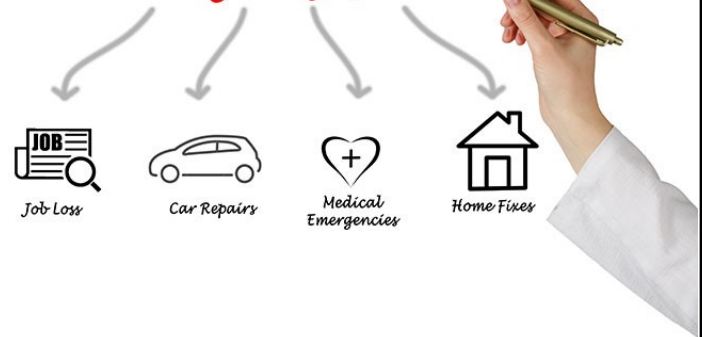 JOB
Job Loss
Car Repairs
Medical
Emergencies
Home Fixes